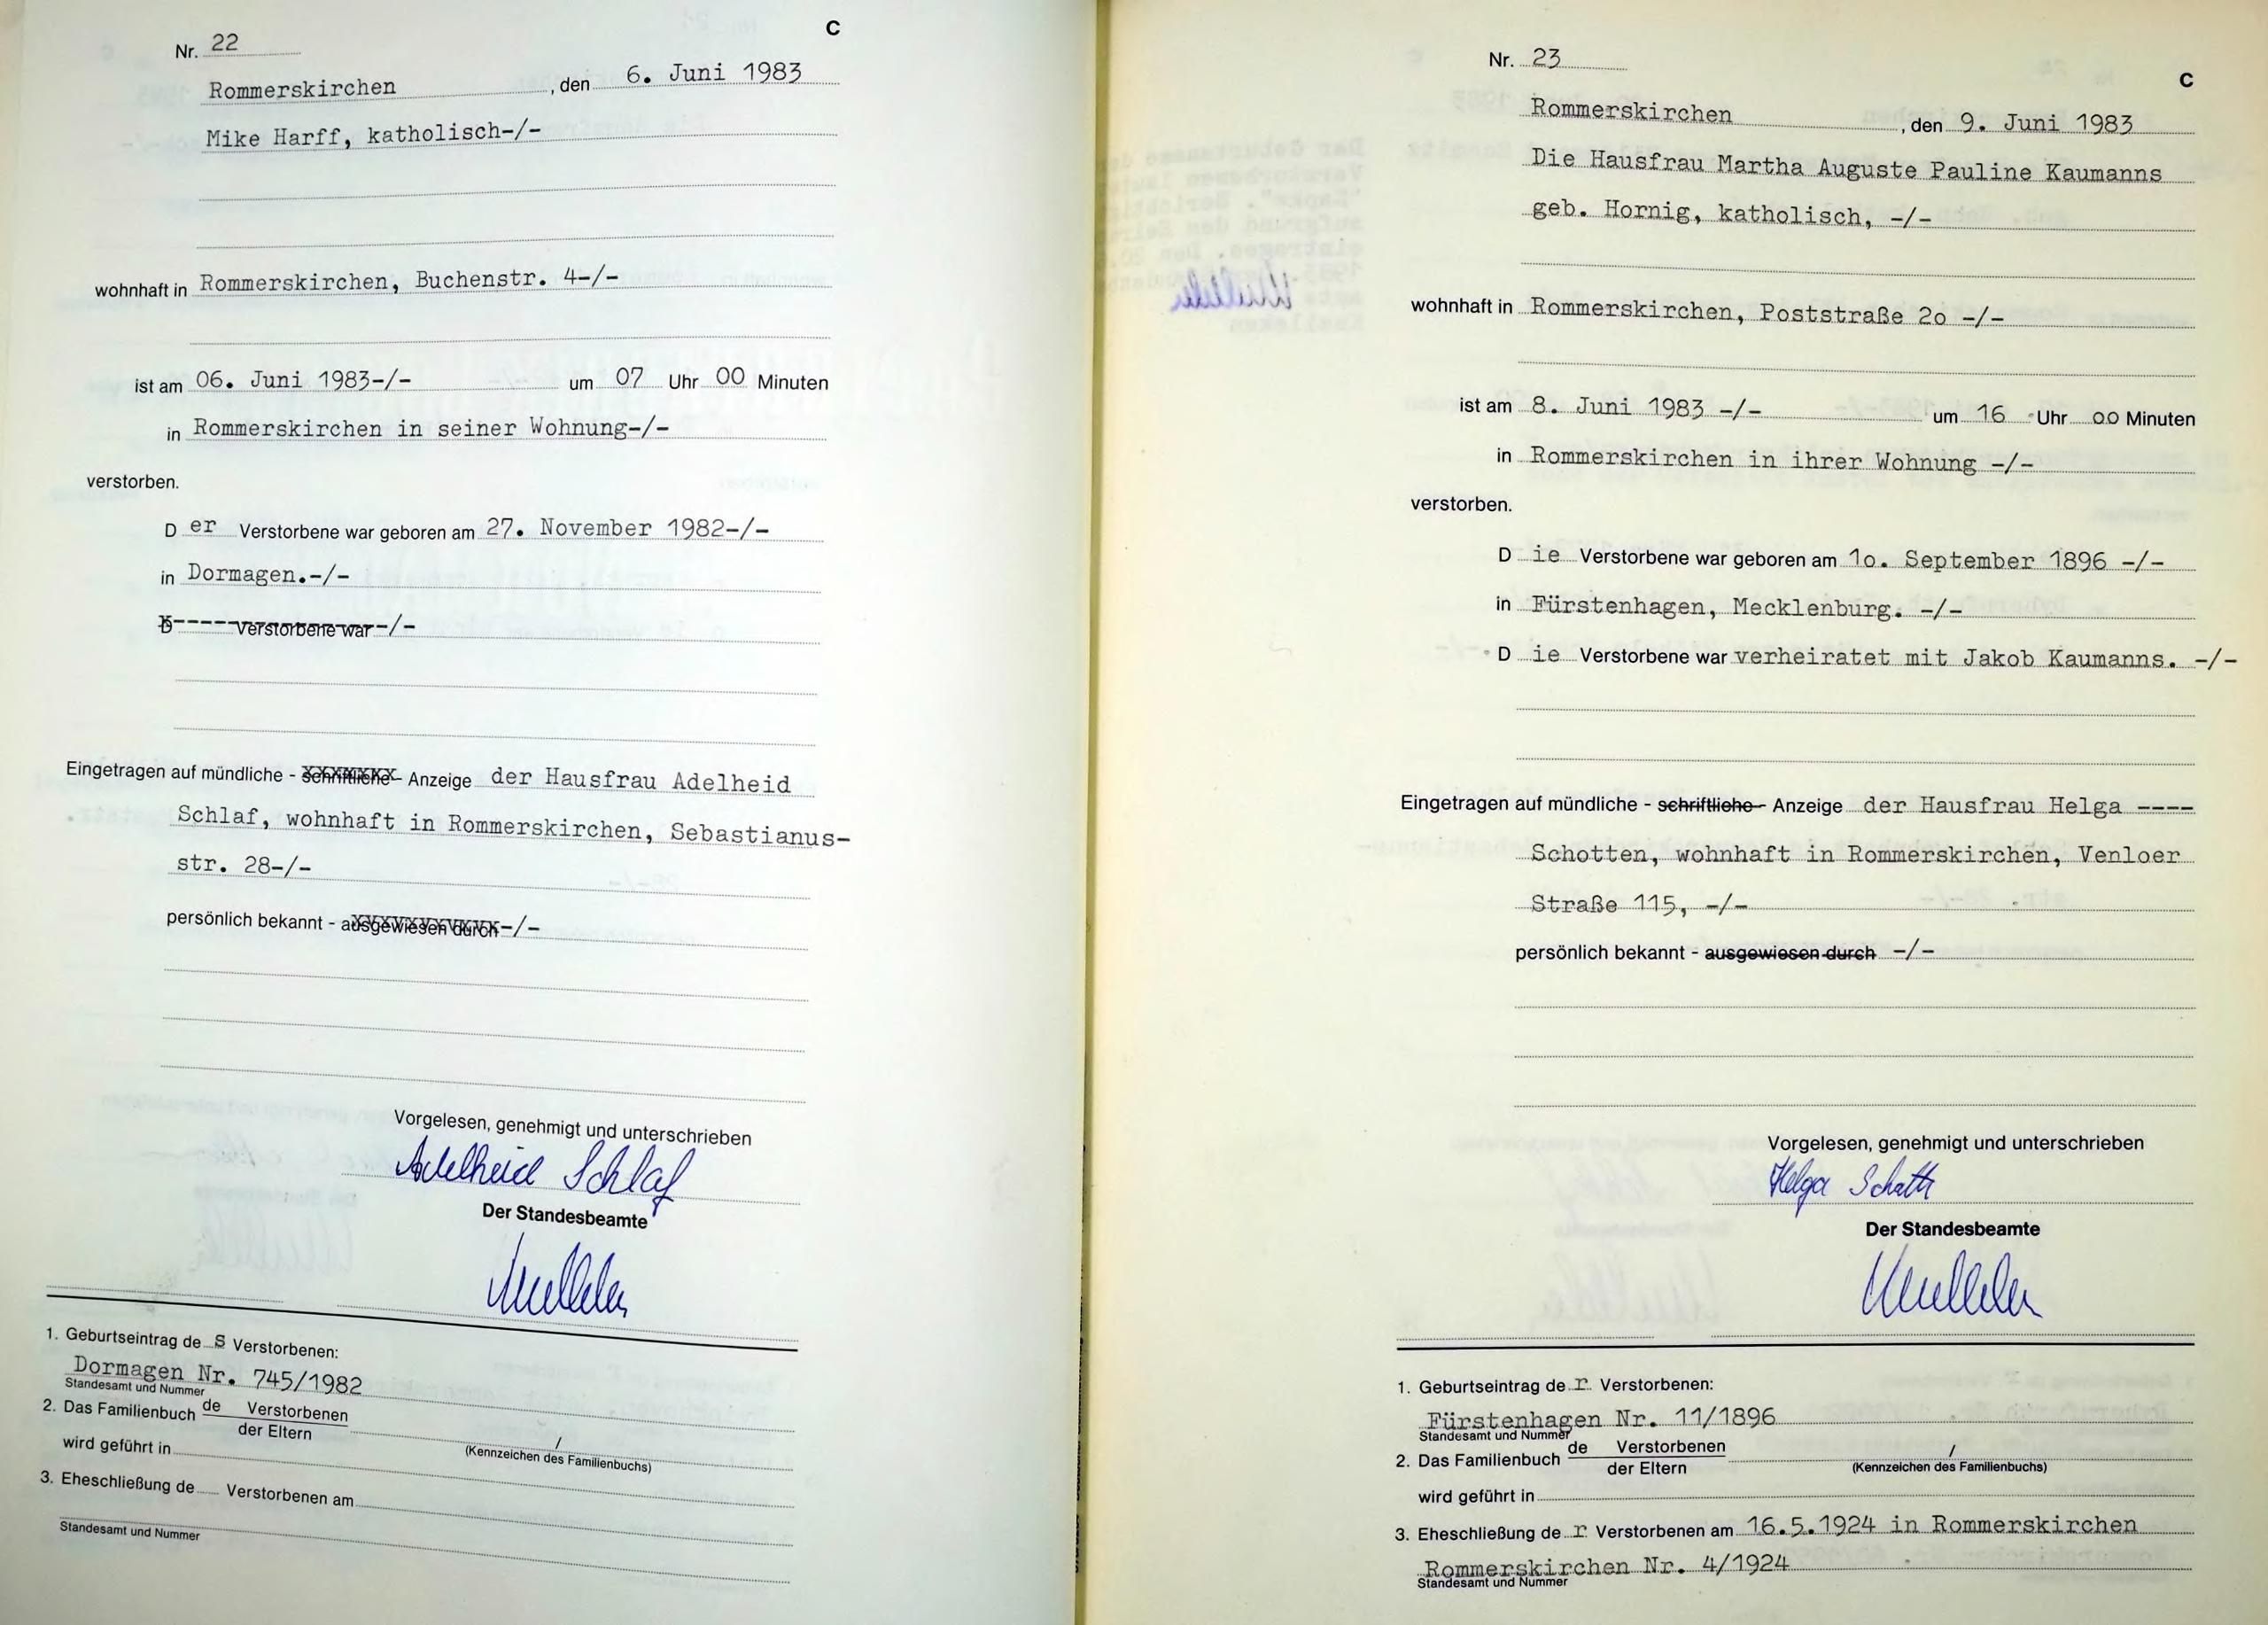 C
Nr. 22
Rommerskirchen, den 6. Juni 1983
Mike Harff, katholisch-/-
wohnhaft in Rommerskirchen, Buchenstr. 4-/-
ist am 06. Juni 1983-/- um 07 Uhr 00 Minuten
in Rommerskirchen in seiner Wohnung-/-
verstorben.
D er Verstorbene war geboren am 27. November 1982-/-
in Dormagen.-/-
D-----Verstorbene war-/-
Eingetragen auf mündliche - schriftliche - Anzeige der Hausfrau Adelheid
Schlaf, wohnhaft in Rommerskirchen, Sebastianus-
str. 28-/-
persönlich bekannt - ausgewiesen durch-/-
Vorgelesen, genehmigt und unterschrieben
Adelheid Schlaf
Der Standesbeamte
1. Geburtseintrag de s Verstorbenen:
Dormagen Nr. 745/1982
Standesamt und Nummer
2. Das Familienbuch de Verstorbenen
der Eltern /
wird geführt in (Kennzeichen des Familienbuchs)
3. Eheschließung de Verstorbenen am
Standesamt und Nummer
Nr. 23
C
Rommerskirchen, den 9. Juni 1983
Die Hausfrau Martha Auguste Pauline Kaumanns
geb. Hornig, katholisch, -/-
wohnhaft in Rommerskirchen, Poststraße 2o -/-
ist am 8. Juni 1983 -/- um 16 Uhr oo Minuten
in Rommerskirchen in ihrer Wohnung -/-
verstorben.
D ie Verstorbene war geboren am 1o. September 1896 -/-
in Fürstenhagen, Mecklenburg. -/-
D ie Verstorbene war verheiratet mit Jakob Kaumanns. -/-
Eingetragen auf mündliche - schriftliche - Anzeige der Hausfrau Helga ----
Schotten, wohnhaft in Rommerskirchen, Venloer
Straße 115, -/-
persönlich bekannt - ausgewiesen durch -/-
Vorgelesen, genehmigt und unterschrieben
Helga
Der Standesbeamte
1. Geburtseintrag de r Verstorbenen:
Fürstenhagen Nr. 11/1896
Standesamt und Nummer
2. Das Familienbuch de Verstorbenen /
der Eltern (Kennzeichen des Familienbuchs)
wird geführt in
3. Eheschließung de r Verstorbenen am 16.5.1924 in Rommerskirchen
Rommerskirchen Nr. 4/1924
Standesamt und Nummer